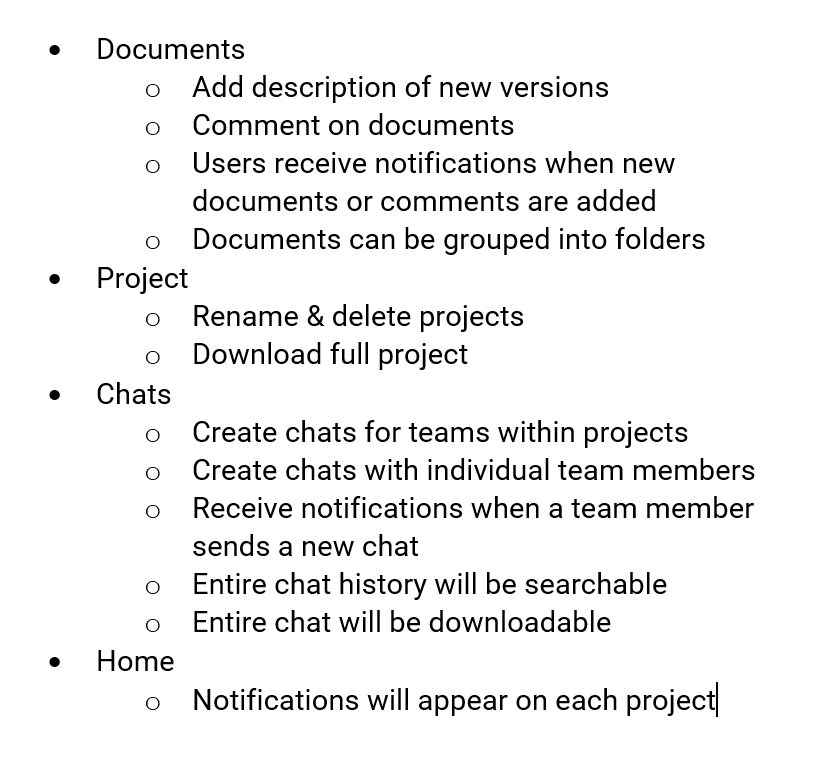 • Documents
o Add description of new versions
o Comment on documents
o Users receive notifications when new
documents or comments are added
o Documents can be grouped into folders
• Project
o Rename & delete projects
o Download full project
• Chats
o Create chats for teams within projects
o Create chats with individual team members
o Receive notifications when a team member
sends a new chat
o Entire chat history will be searchable
o Entire chat will be downloadable
• Home
o Notifications will appear on each project